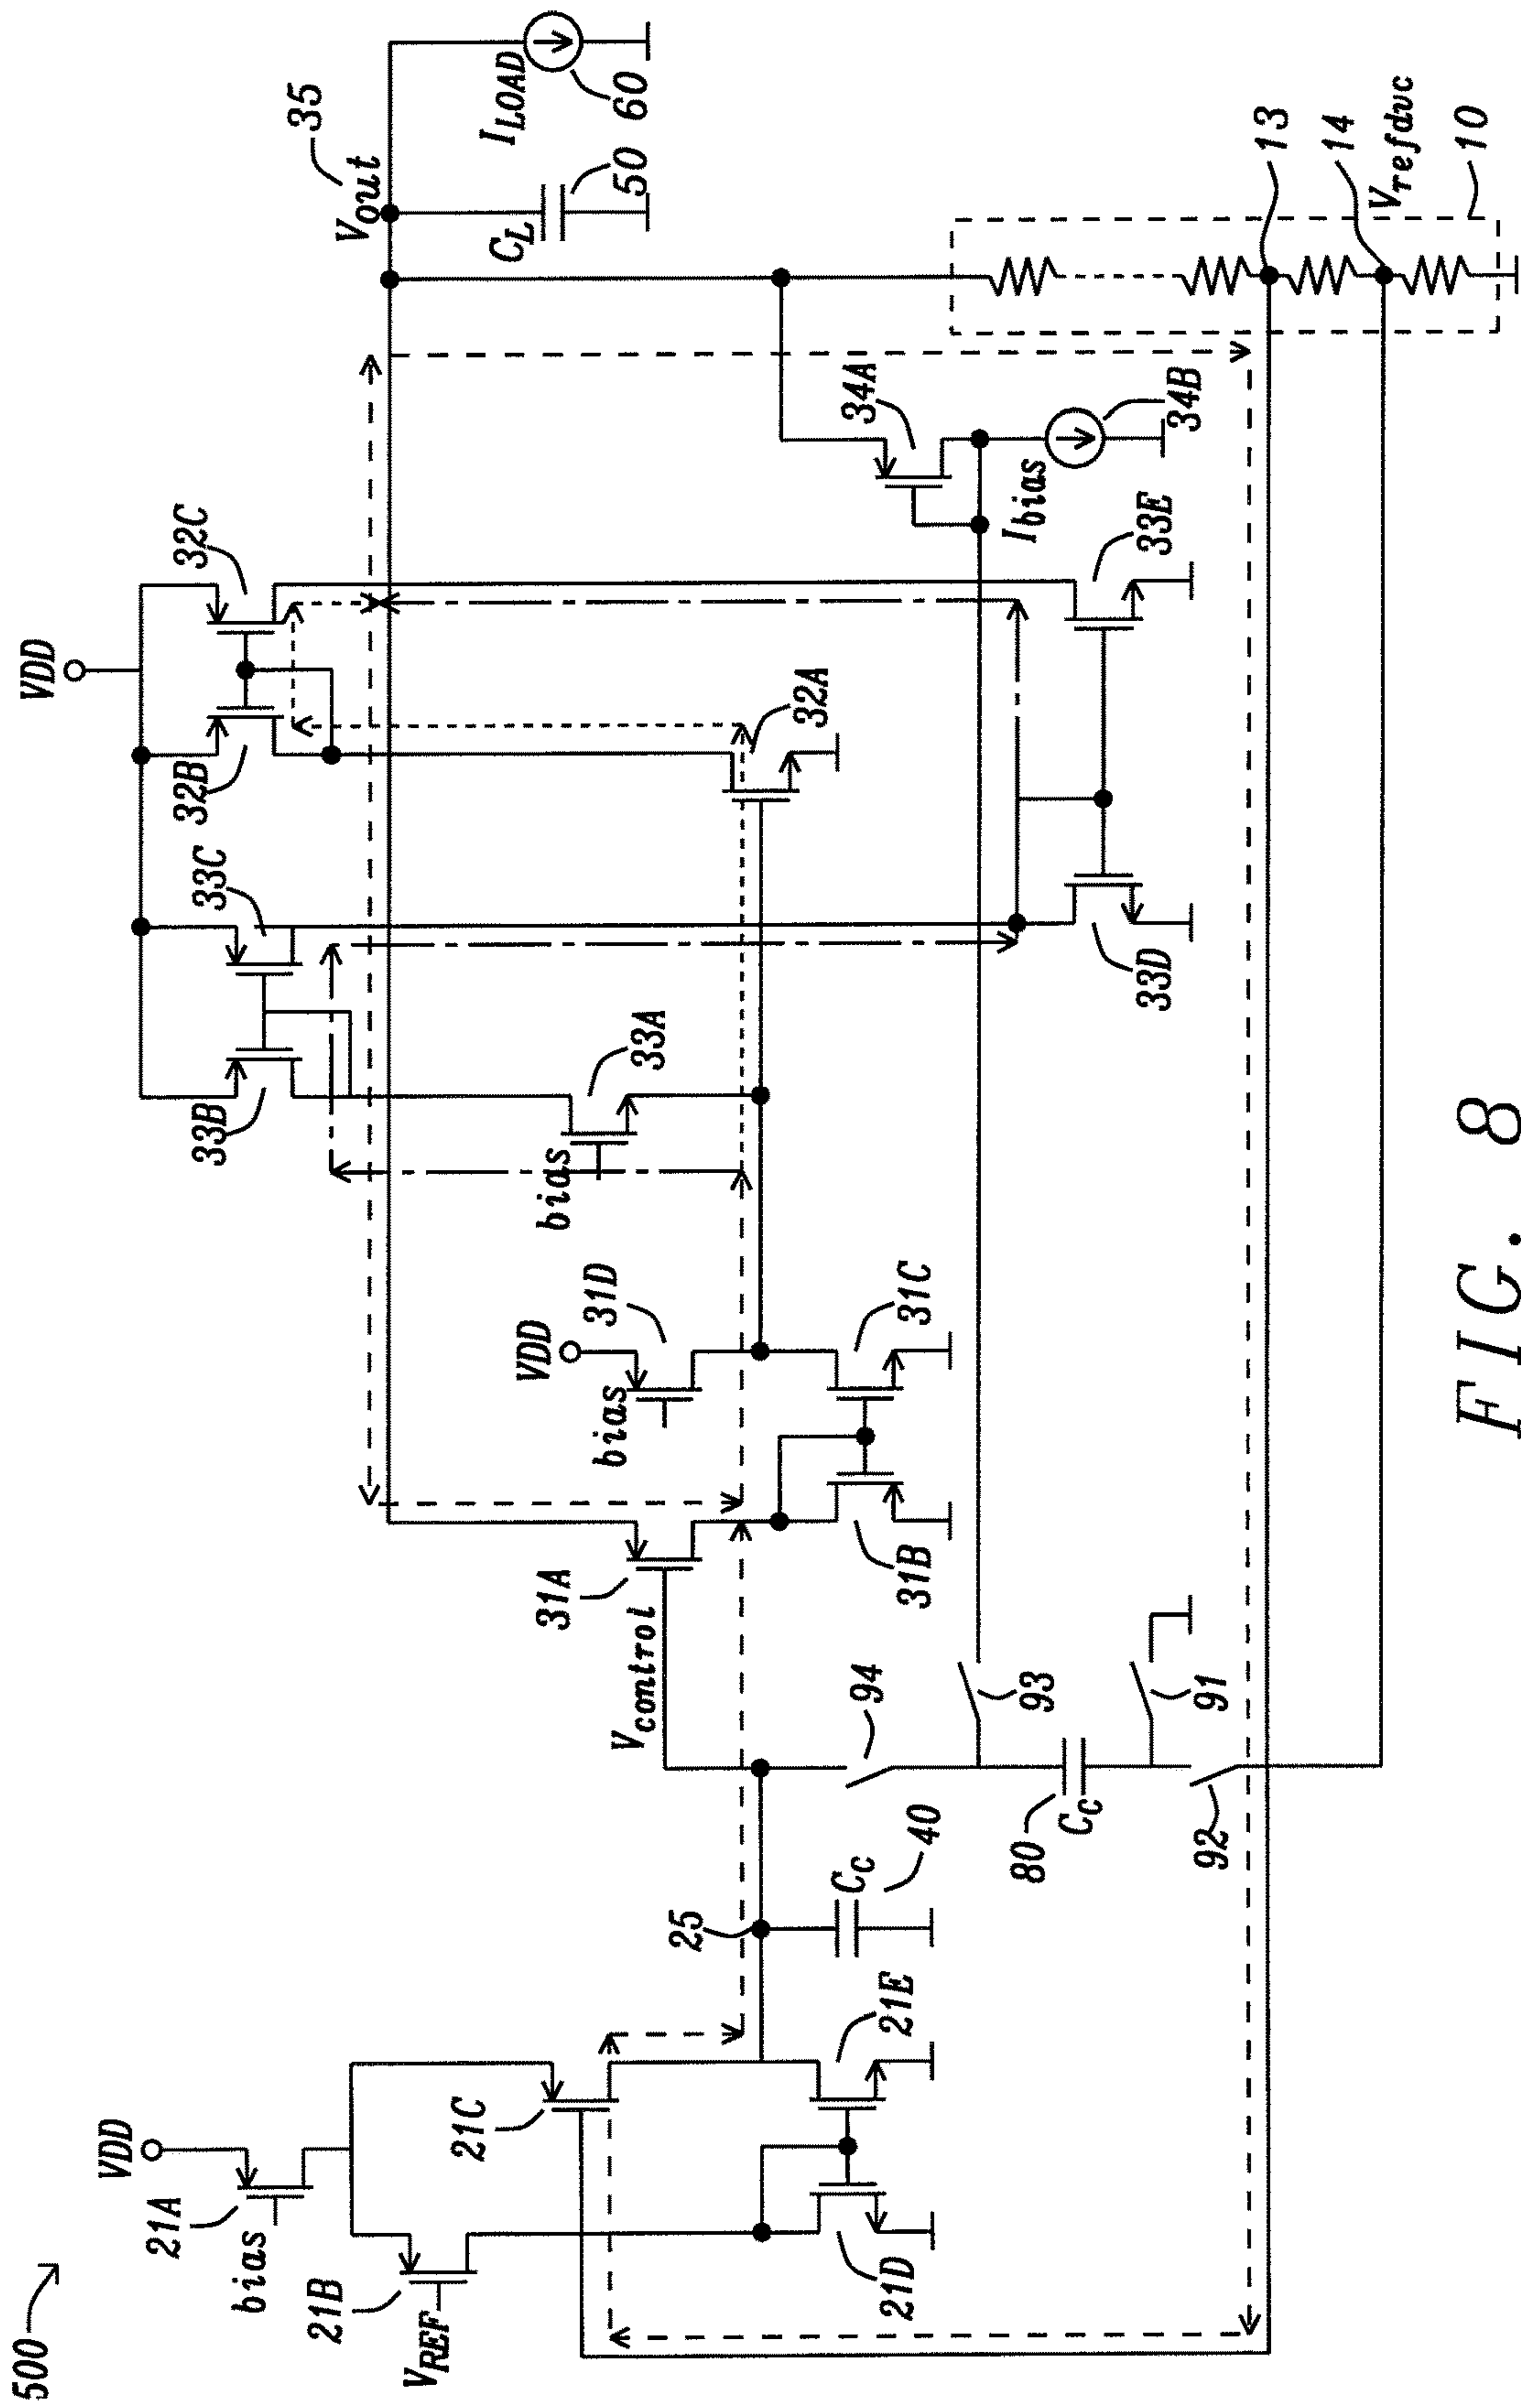 500
VDD
21A
bias
21B
VREF
21C
21D
21E
25
Cc
40
Vcontrol
94
80
Cc
93
91
92
31A
31B
VDD
bias
31D
31C
bias
33A
33B
33C
32B
VDD
32C
32A
33D
33E
34A
Ibias
34B
Vout
35
CL
50
ILOAD
60
13
14
Vrefdvc
10
FIG. 8